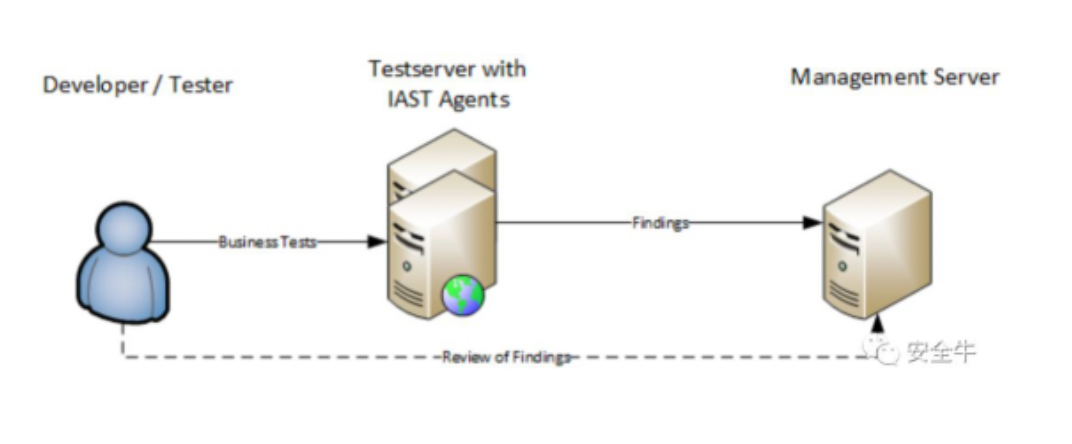 Developer / Tester
Testserver with
IAST Agents
Management Server
Business Tests
Findings
Review of Findings
安全牛